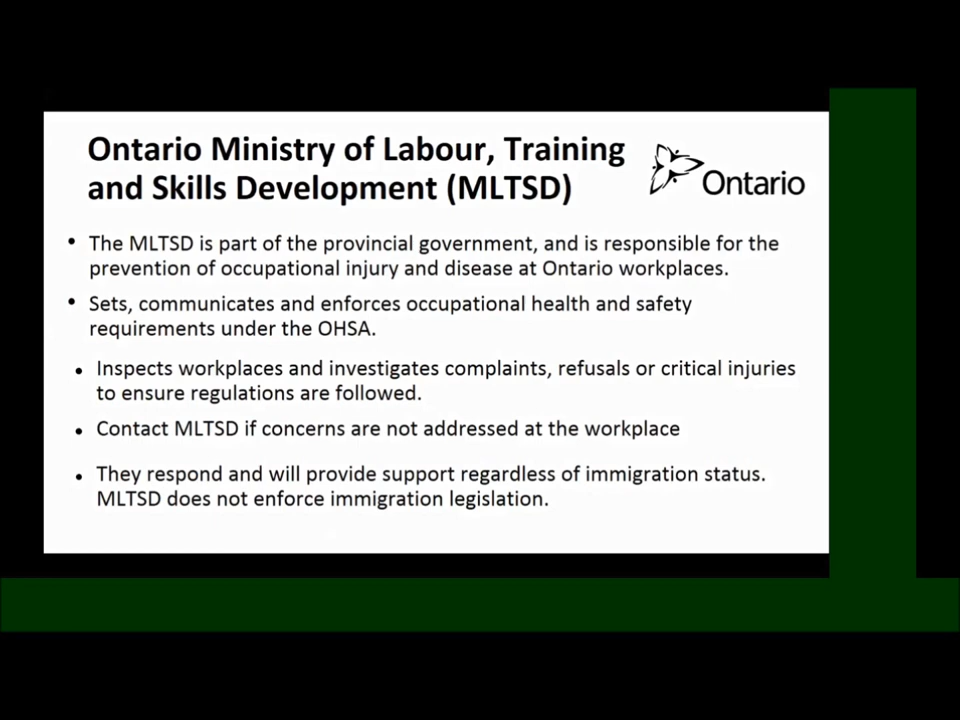 Ontario Ministry of Labour, Training
and Skills Development (MLTSD)
Ontario
• The MLTSD is part of the provincial government, and is responsible for the
prevention of occupational injury and disease at Ontario workplaces.
• Sets, communicates and enforces occupational health and safety
requirements under the OHSA.
• Inspects workplaces and investigates complaints, refusals or critical injuries
to ensure regulations are followed.
• Contact MLTSD if concerns are not addressed at the workplace
• They respond and will provide support regardless of immigration status.
MLTSD does not enforce immigration legislation.